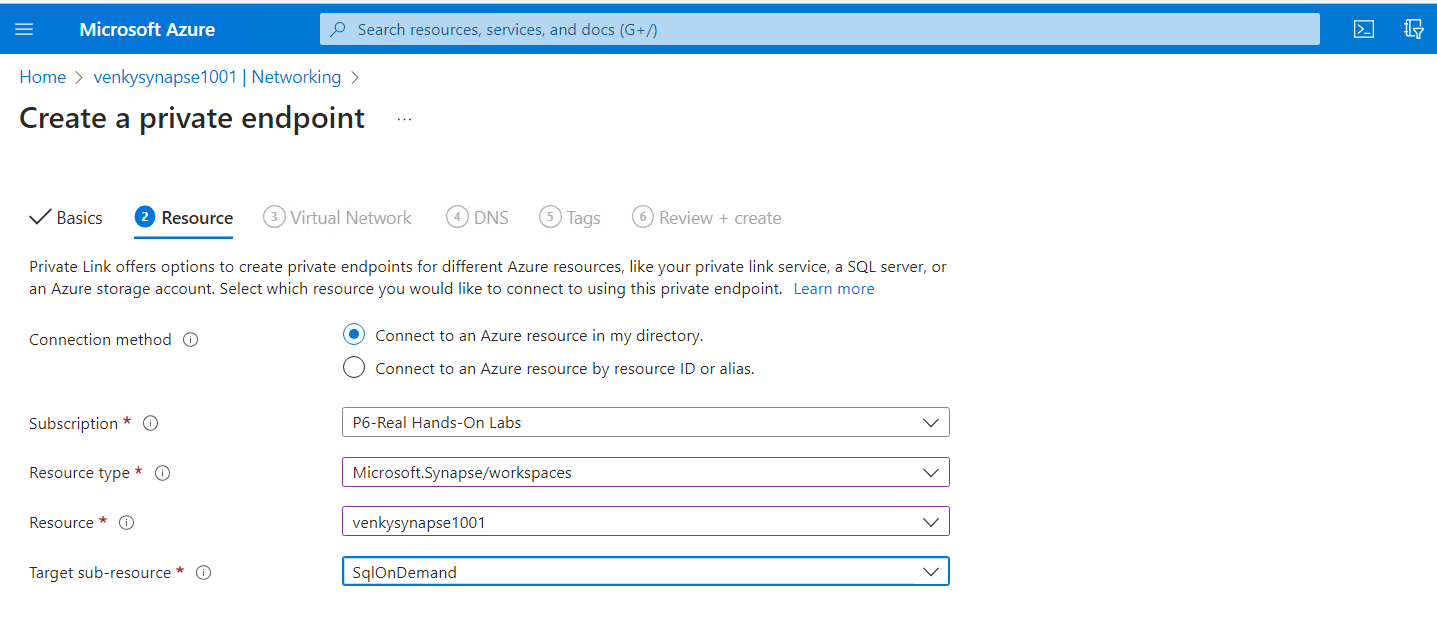 Microsoft Azure
Search resources, services, and docs (G+/)
Home > venkysynapse1001 | Networking >
Create a private endpoint ...
Basics 2 Resource 3 Virtual Network 4 DNS 5 Tags 6 Review + create
Private Link offers options to create private endpoints for different Azure resources, like your private link service, a SQL server, or
an Azure storage account. Select which resource you would like to connect to using this private endpoint. Learn more
Connection method
Connect to an Azure resource in my directory.
Connect to an Azure resource by resource ID or alias.
Subscription * P6-Real Hands-On Labs
Resource type * Microsoft.Synapse/workspaces
Resource * venkysynapse1001
Target sub-resource * SqlOnDemand